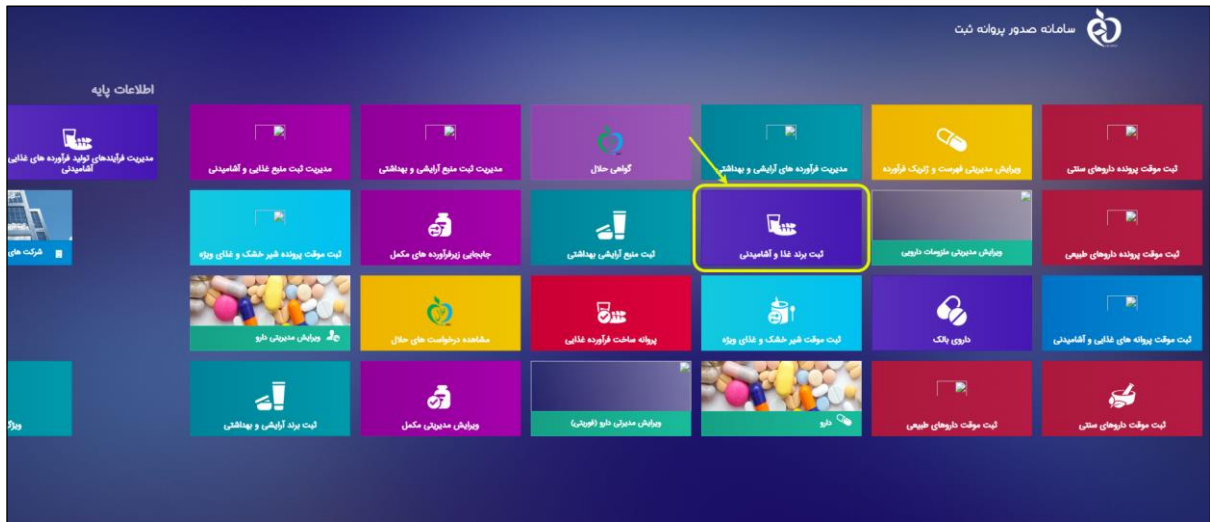 سامانه صدور پروانه ثبت
اطلاعات پایه
ثبت موقت پرونده داروهای سنتی
ویرایش مدیریتی فهرست و ژنریک فرآورده
مدیریت فرآورده های آرایشی و بهداشتی
گواهی حلال
مدیریت ثبت منبع آرایشی و بهداشتی
مدیریت ثبت منبع غذایی و آشامیدنی
مدیریت فرآیندهای تولید فرآورده های غذایی
آشامیدنی
ثبت موقت پرونده داروهای طبیعی
ویرایش مدیریتی ملزومات دارویی
ثبت برند غذا و آشامیدنی
ثبت منبع آرایشی بهداشتی
جابجایی زیرفرآورده های مکمل
ثبت موقت پرونده شیر خشک و غذای ویژه
شرکت های
ثبت موقت پروانه های غذایی و آشامیدنی
داروی بالک
ثبت موقت شیر خشک و غذای ویژه
پروانه ساخت فرآورده غذایی
مشاهده درخواست های حلال
ویرایش مدیریتی دارو
ثبت موقت داروهای سنتی
ثبت موقت داروهای طبیعی
دارو
ویرایش مدیرتی دارو (فوریتی)
ویرایش مدیریتی مکمل
ثبت برند آرایشی و بهداشتی